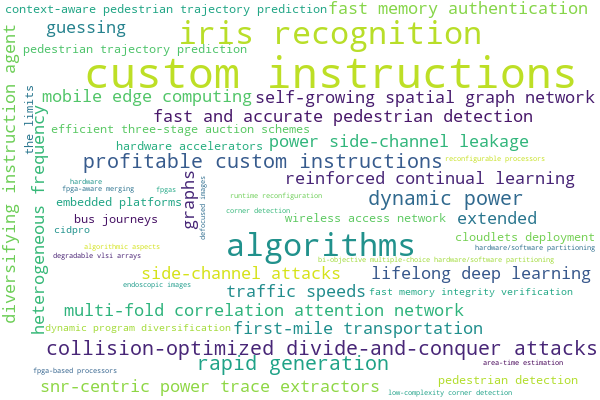 context-aware pedestrian trajectory prediction
fast memory authentication
guessing
iris recognition
pedestrian trajectory prediction
custom instructions
diversifying instruction agent
the limits
mobile edge computing
self-growing spatial graph network
heterogeneous frequency
fast and accurate pedestrian detection
efficient three-stage auction schemes
hardware accelerators
power side-channel leakage
profitable custom instructions
reconfigurable processors
hardware
fpga-aware merging
fpgas
graphs
defocused images
reinforced continual learning
runtime reconfiguration
dynamic power
embedded platforms
corner detection
bus journeys
wireless access network
extended
cidpro
cloudlets deployment
algorithmic aspects
algorithms
hardware/software partitioning
degradable vlsi arrays
bi-objective multiple-choice hardware/software partitioning
side-channel attacks
lifelong deep learning
endoscopic images
traffic speeds
fast memory integrity verification
multi-fold correlation attention network
dynamic program diversification
first-mile transportation
collision-optimized divide-and-conquer attacks
rapid generation
area-time estimation
fpga-based processors
pedestrian detection
snr-centric power trace extractors
low-complexity corner detection